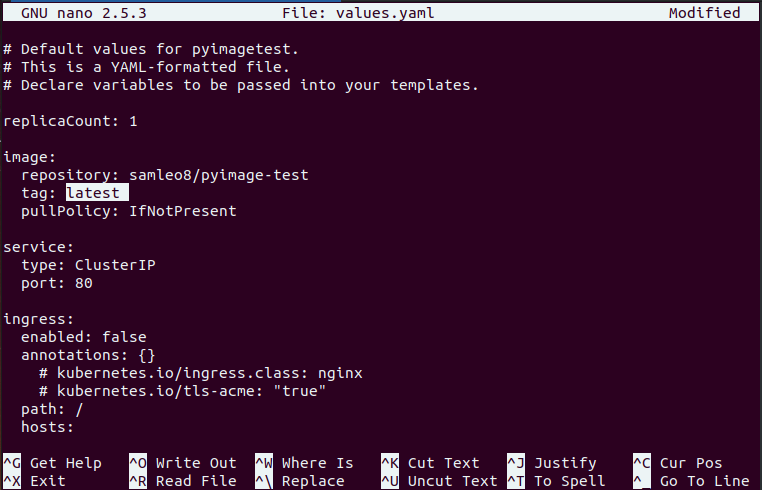 GNU nano 2.5.3 File: values.yaml Modified
# Default values for pyimagetest.
# This is a YAML-formatted file.
# Declare variables to be passed into your templates.
replicaCount: 1
image:
  repository: samleo8/pyimage-test
  tag: latest
  pullPolicy: IfNotPresent
service:
  type: ClusterIP
  port: 80
ingress:
  enabled: false
  annotations: {}
    # kubernetes.io/ingress.class: nginx
    # kubernetes.io/tls-acme: "true"
  path: /
  hosts:
^G Get Help ^O Write Out ^W Where Is ^K Cut Text ^J Justify ^C Cur Pos
^X Exit ^R Read File ^\ Replace ^U Uncut Text ^T To Spell ^_ Go To Line